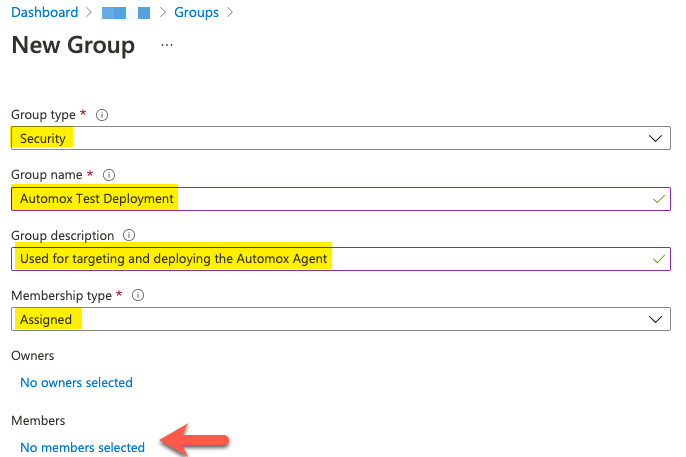 Dashboard > > Groups >
New Group ...
Group type *
Security
Group name *
Automox Test Deployment
Group description
Used for targeting and deploying the Automox Agent
Membership type *
Assigned
Owners
No owners selected
Members
No members selected